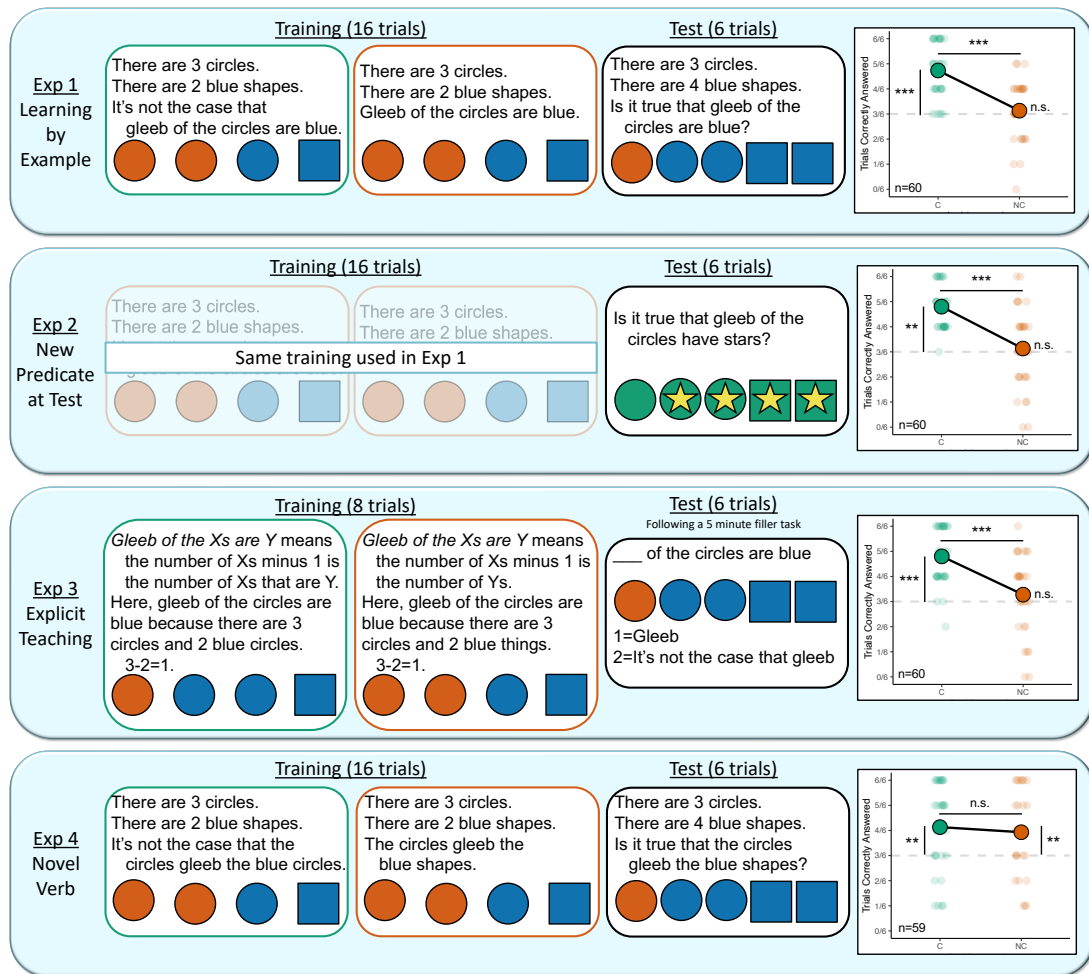 Exp 1
Learning
by
Example
Training (16 trials)
There are 3 circles.
There are 2 blue shapes.
It's not the case that
gleeb of the circles are blue.
There are 3 circles.
There are 2 blue shapes.
Gleeb of the circles are blue.
Test (6 trials)
There are 3 circles.
There are 4 blue shapes.
Is it true that gleeb of the
circles are blue?
Trials Correctly Answered
6/6
5/6
4/6
3/6
2/6
1/6
0/6
***
***
n.s.
n=60
C
NC
Exp 2
New
Predicate
at Test
Training (16 trials)
There are 3 circles.
There are 2 blue shapes.
There are 3 circles.
There are 2 blue shapes.
Same training used in Exp 1
Test (6 trials)
Is it true that gleeb of the
circles have stars?
Trials Correctly Answered
6/6
5/6
4/6
3/6
2/6
1/6
0/6
***
**
n.s.
n=60
C
NC
Exp 3
Explicit
Teaching
Training (8 trials)
Gleeb of the Xs are Y means
the number of Xs minus 1 is
the number of Xs that are Y.
Here, gleeb of the circles are
blue because there are 3
circles and 2 blue circles.
3-2=1.
Gleeb of the Xs are Y means
the number of Xs minus 1 is
the number of Ys.
Here, gleeb of the circles are
blue because there are 3
circles and 2 blue things.
3-2=1.
Test (6 trials)
Following a 5 minute filler task
___ of the circles are blue
1=Gleeb
2=It's not the case that gleeb
Trials Correctly Answered
6/6
5/6
4/6
3/6
2/6
1/6
0/6
***
***
n.s.
n=60
C
NC
Exp 4
Novel
Verb
Training (16 trials)
There are 3 circles.
There are 2 blue shapes.
It's not the case that the
circles gleeb the blue circles.
There are 3 circles.
There are 2 blue shapes.
The circles gleeb the
blue shapes.
Test (6 trials)
There are 3 circles.
There are 4 blue shapes.
Is it true that the circles
gleeb the blue shapes?
Trials Correctly Answered
6/6
5/6
4/6
3/6
2/6
1/6
0/6
n.s.
**
**
n=59
C
NC